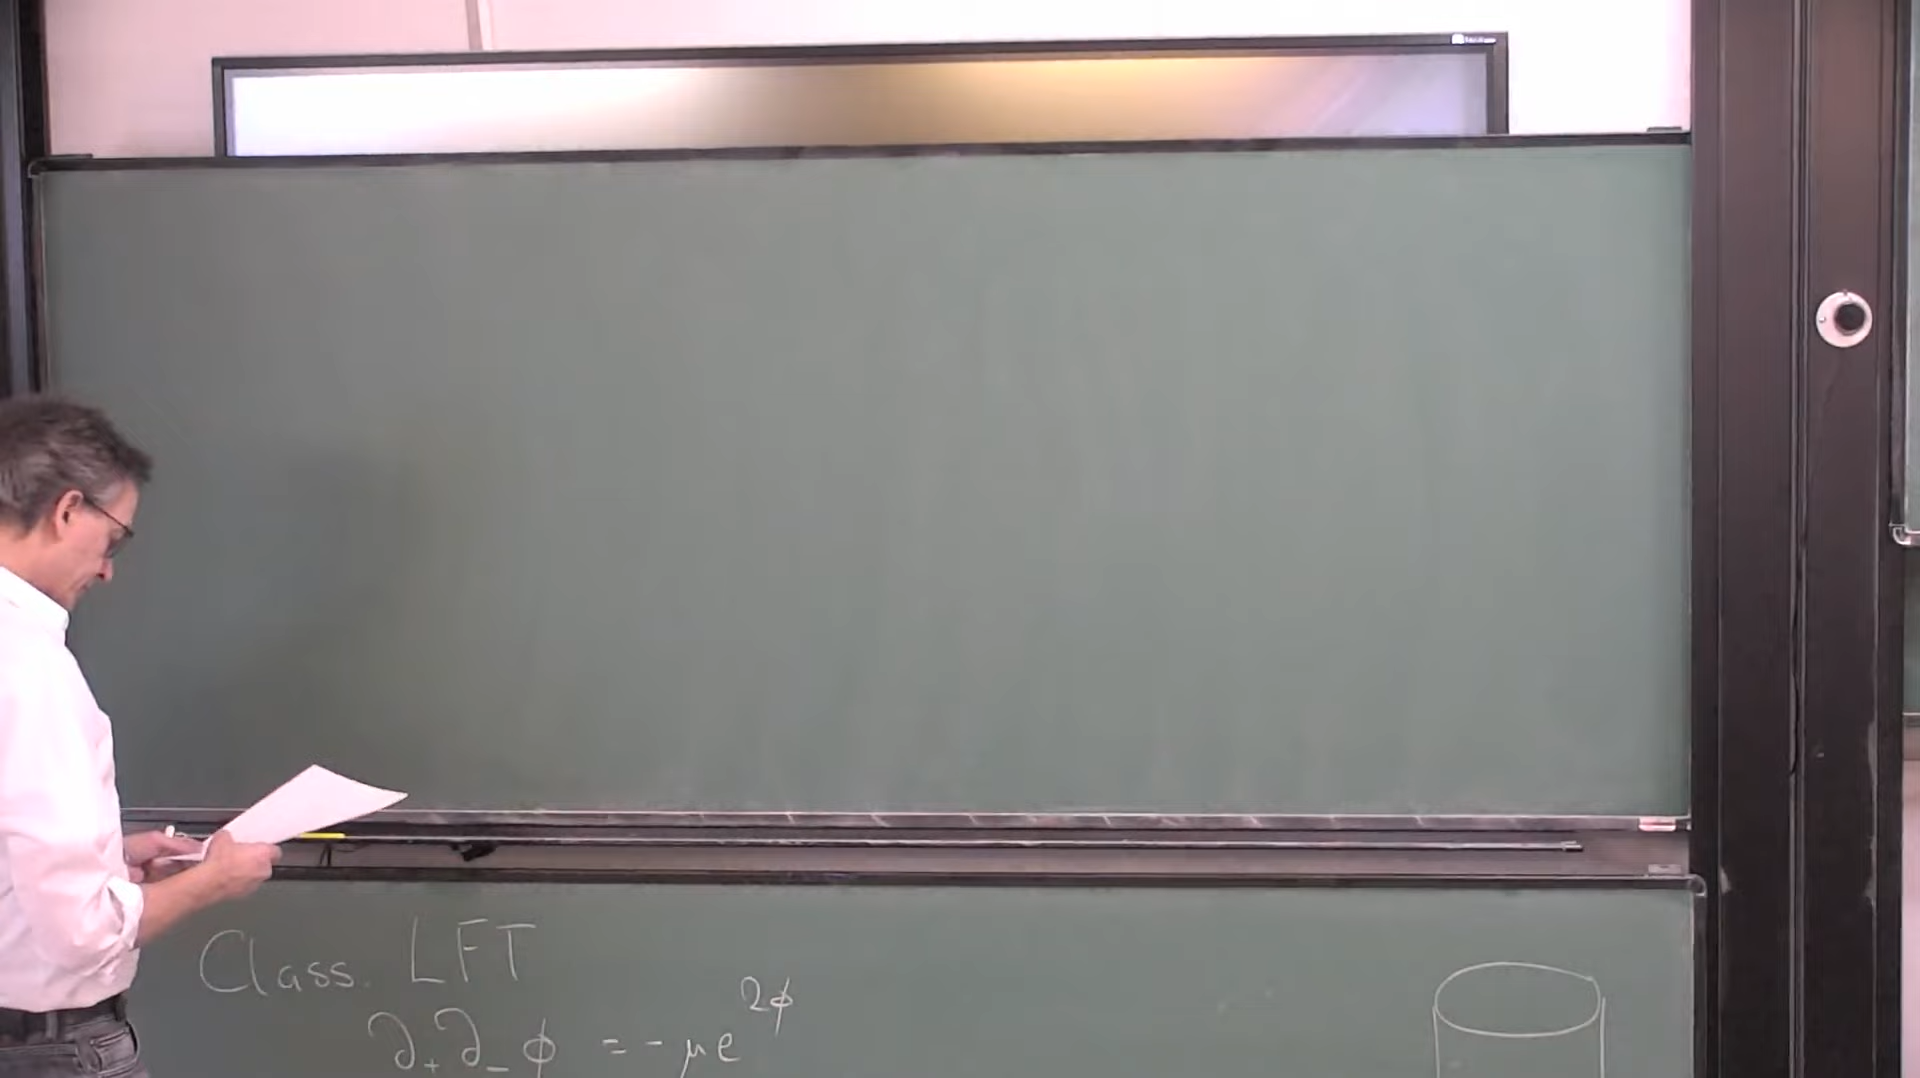 Class. LFT
∂₊∂₋ϕ = -μe^{2ϕ}